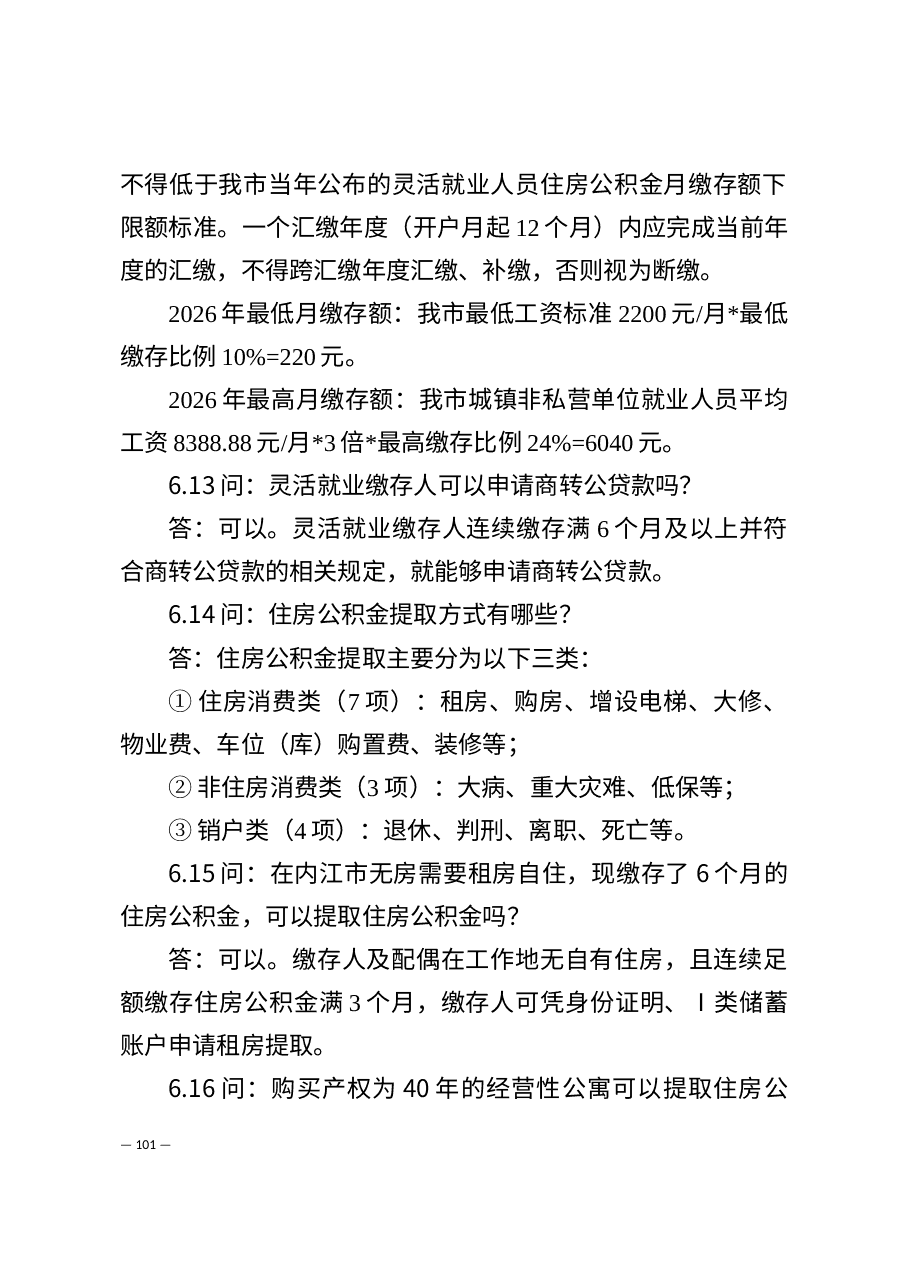 不得低于我市当年公布的灵活就业人员住房公积金月缴存额下
限额标准。一个汇缴年度（开户月起 12 个月）内应完成当前年
度的汇缴，不得跨汇缴年度汇缴、补缴，否则视为断缴。
2026 年最低月缴存额：我市最低工资标准 2200 元/月*最低
缴存比例 10%=220 元。
2026 年最高月缴存额：我市城镇非私营单位就业人员平均
工资 8388.88 元/月*3 倍*最高缴存比例 24%=6040 元。
6.13 问：灵活就业缴存人可以申请商转公贷款吗？
答：可以。灵活就业缴存人连续缴存满 6 个月及以上并符
合商转公贷款的相关规定，就能够申请商转公贷款。
6.14 问：住房公积金提取方式有哪些？
答：住房公积金提取主要分为以下三类：
① 住房消费类（7 项）：租房、购房、增设电梯、大修、
物业费、车位（库）购置费、装修等；
② 非住房消费类（3 项）：大病、重大灾难、低保等；
③ 销户类（4 项）：退休、判刑、离职、死亡等。
6.15 问：在内江市无房需要租房自住，现缴存了 6 个月的
住房公积金，可以提取住房公积金吗？
答：可以。缴存人及配偶在工作地无自有住房，且连续足
额缴存住房公积金满 3 个月，缴存人可凭身份证明、Ⅰ类储蓄
账户申请租房提取。
6.16 问：购买产权为 40 年的经营性公寓可以提取住房公
— 101 —